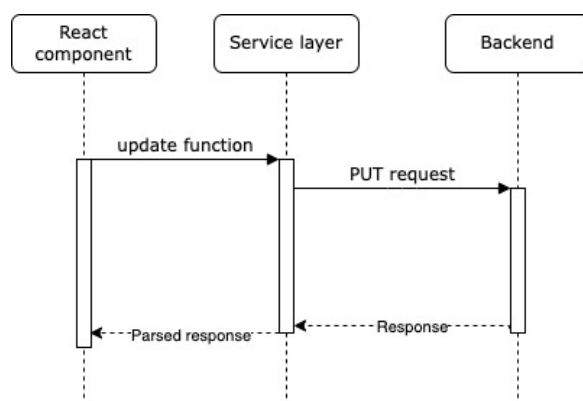 React
component
Service layer
Backend
update function
PUT request
Response
Parsed response